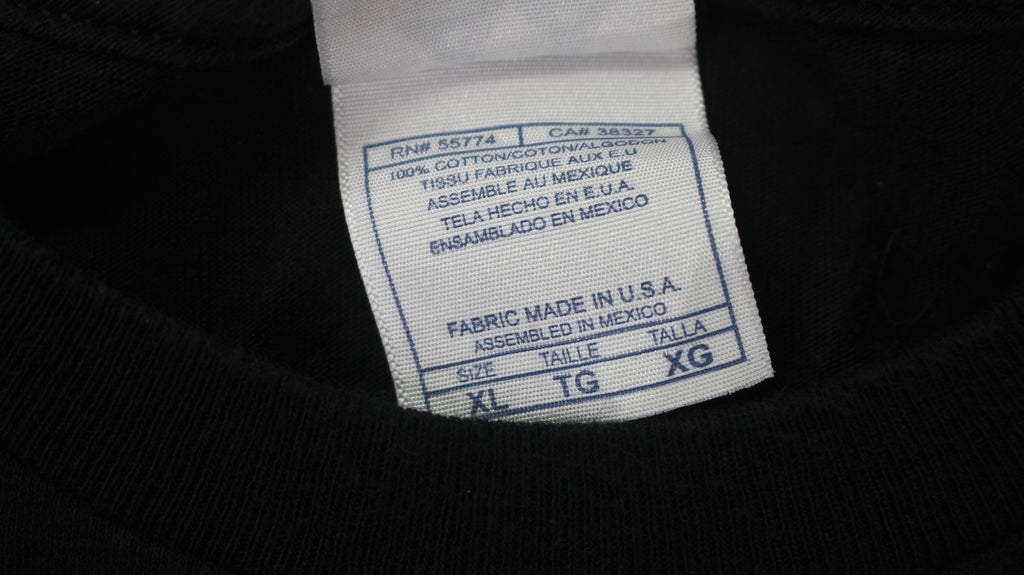 RN# 55774 CA# 38327
100% COTTON/COTON/ALGODON
TISSU FABRIQUE AUX E.U
ASSEMBLE AU MEXIQUE
TELA HECHO EN E.U.A.
ENSAMBLADO EN MEXICO
FABRIC MADE IN U.S.A.
ASSEMBLED IN MEXICO
SIZE TAILLE TALLA
XL TG XG